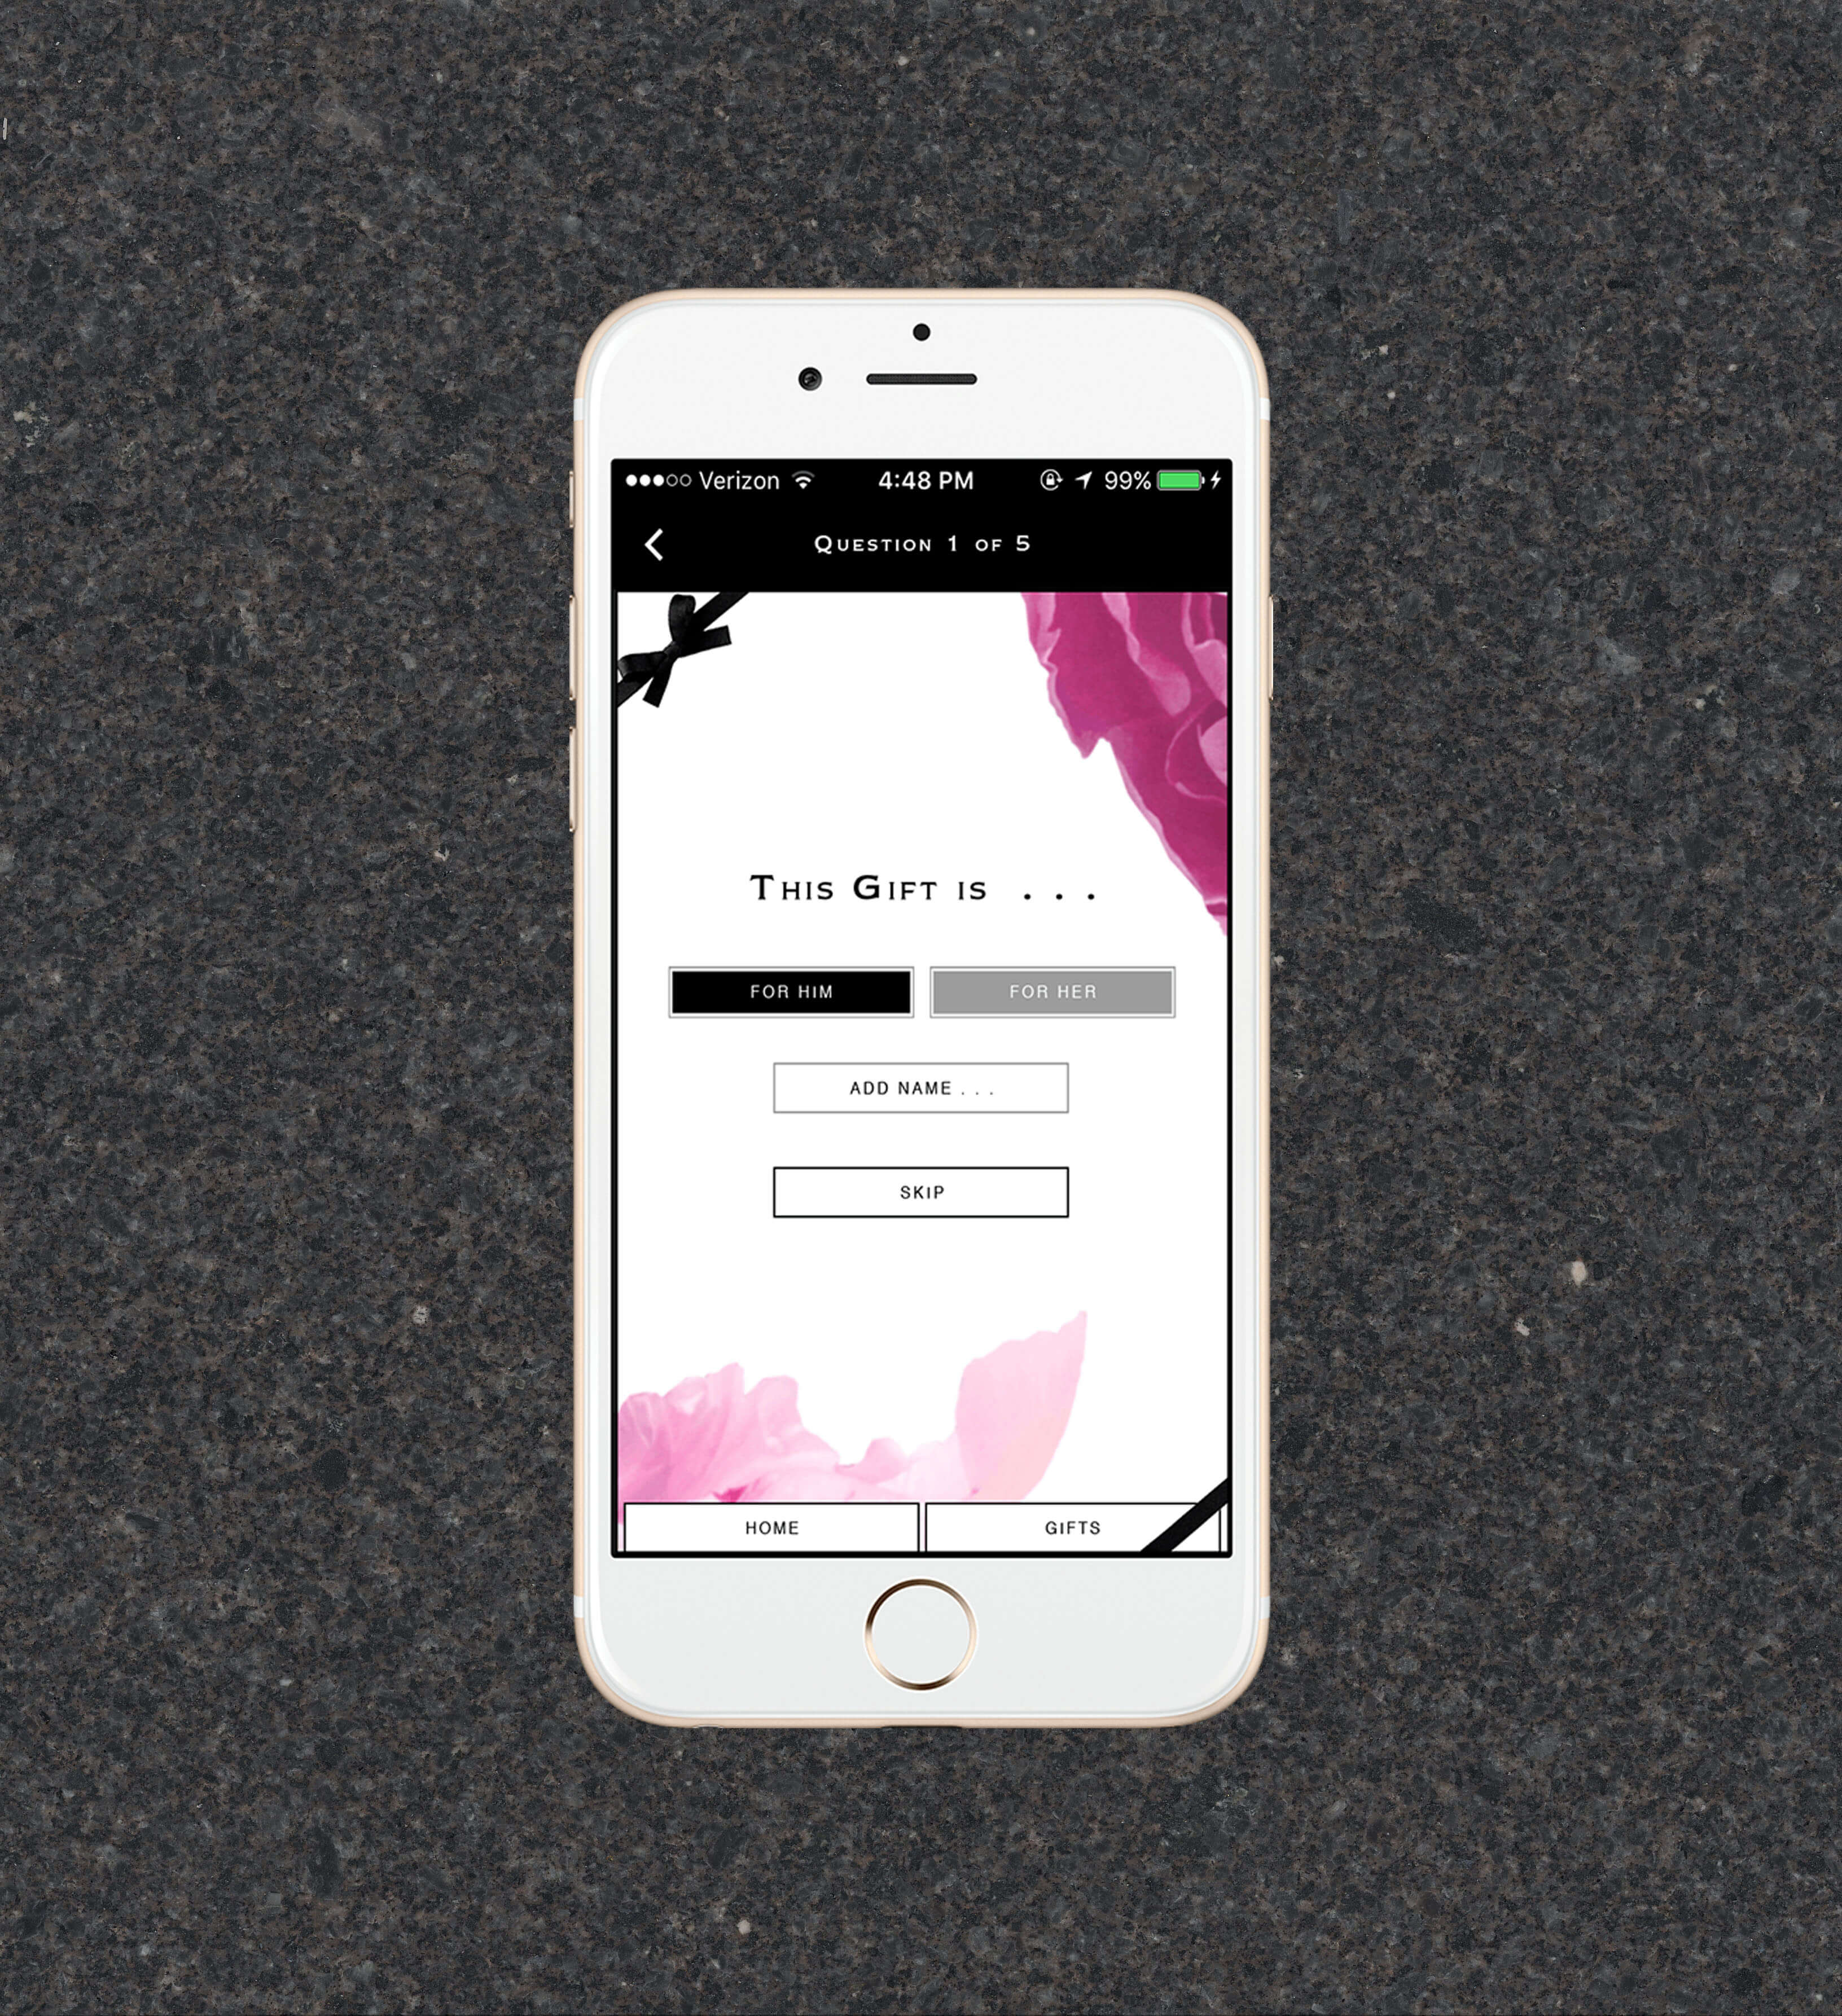 Verizon 4:48 PM 99%
Question 1 of 5
This Gift is . . .
FOR HIM FOR HER
ADD NAME . . .
SKIP
HOME GIFTS